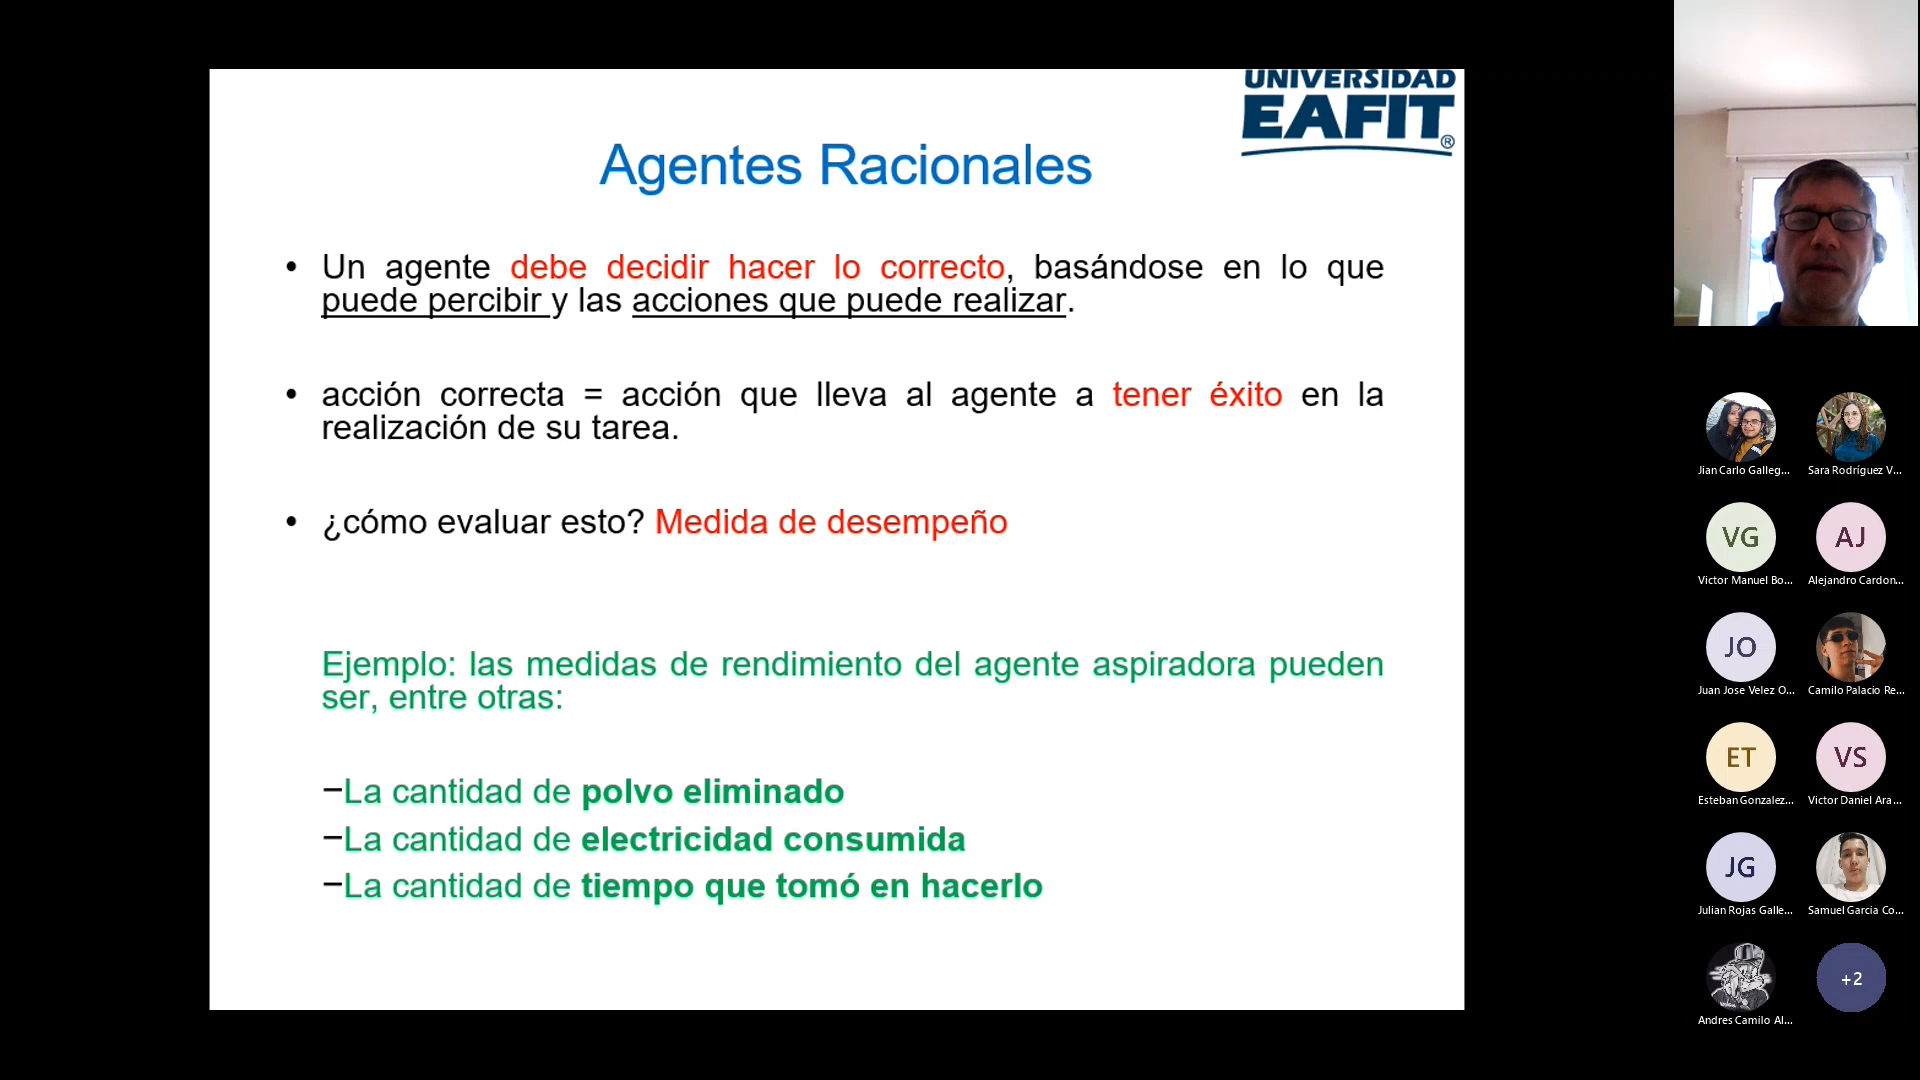 UNIVERSIDAD
EAFIT
®
Agentes Racionales
• Un agente debe decidir hacer lo correcto, basándose en lo que
puede percibir y las acciones que puede realizar.
• acción correcta = acción que lleva al agente a tener éxito en la
realización de su tarea.
• ¿cómo evaluar esto? Medida de desempeño
Ejemplo: las medidas de rendimiento del agente aspiradora pueden
ser, entre otras:
–La cantidad de polvo eliminado
–La cantidad de electricidad consumida
–La cantidad de tiempo que tomó en hacerlo
Jian Carlo Galleg...
Sara Rodríguez V...
VG
AJ
Victor Manuel Bo...
Alejandro Cardon...
JO
Juan Jose Velez O...
Camilo Palacio Re...
ET
VS
Esteban Gonzalez...
Victor Daniel Ara...
JG
Julian Rojas Galle...
Samuel Garcia Co...
+2
Andres Camilo Al...